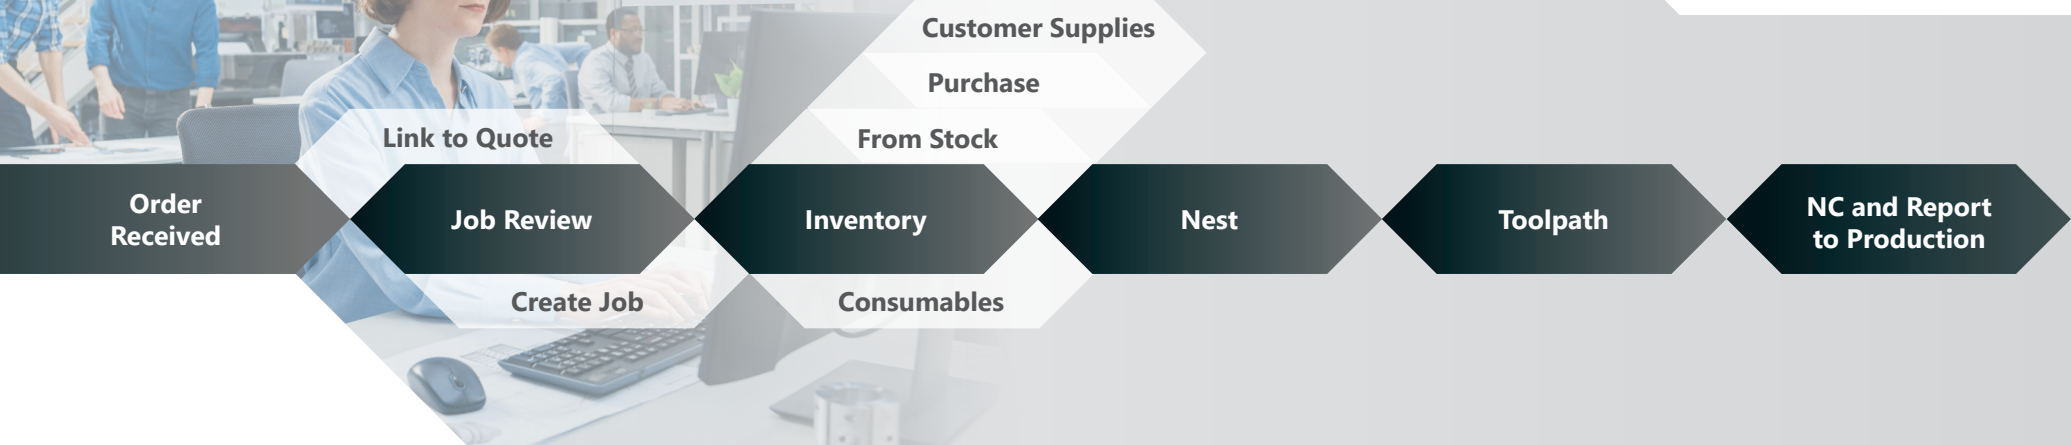 Customer Supplies
Purchase
From Stock
Link to Quote
Order
Received
Job Review
Inventory
Nest
Toolpath
NC and Report
to Production
Create Job
Consumables